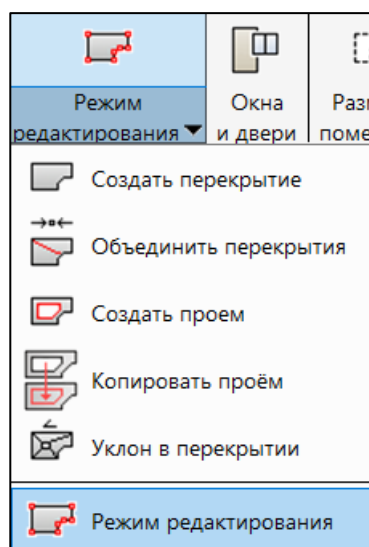 Режим
редактирования
Окна
и двери
Создать перекрытие
Объединить перекрытия
Создать проем
Копировать проём
Уклон в перекрытии
Режим редактирования